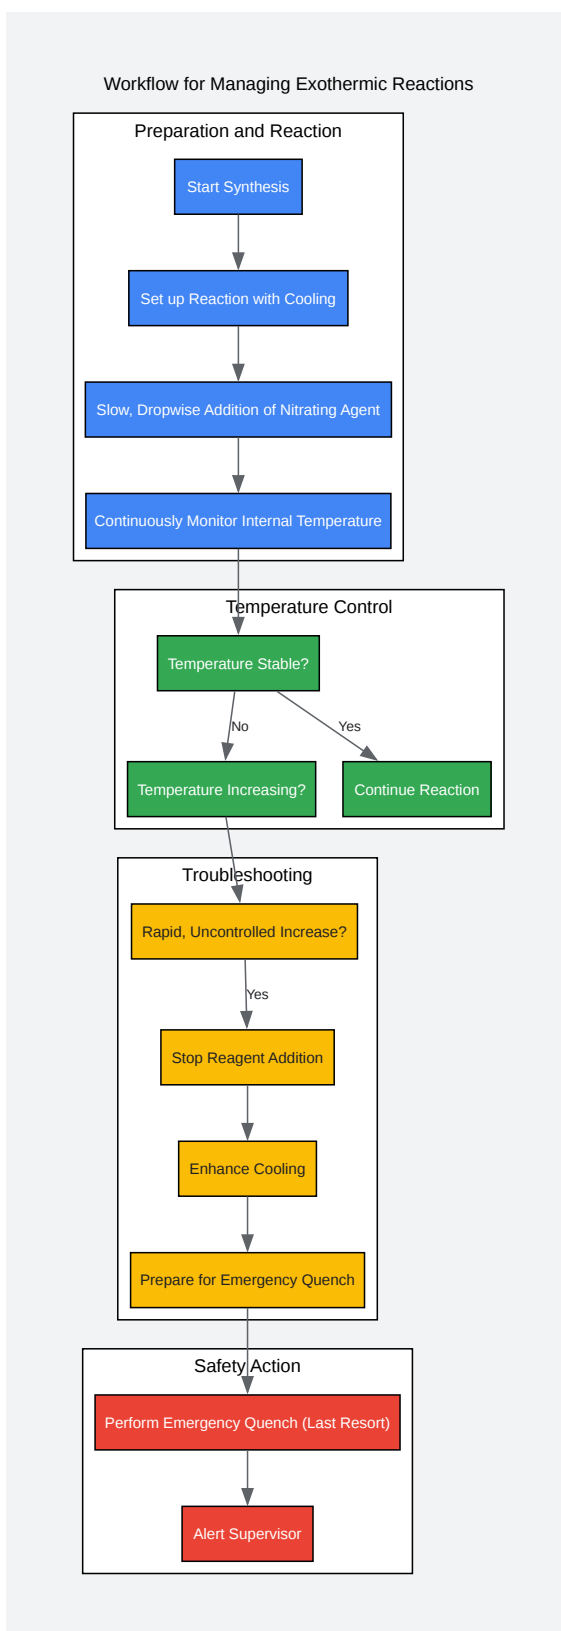 Workflow for Managing Exothermic Reactions
Preparation and Reaction
Start Synthesis
Set up Reaction with Cooling
Slow, Dropwise Addition of Nitrating Agent
Continuously Monitor Internal Temperature
Temperature Control
Temperature Stable?
No
Yes
Temperature Increasing?
Continue Reaction
Troubleshooting
Rapid, Uncontrolled Increase?
Yes
Stop Reagent Addition
Enhance Cooling
Prepare for Emergency Quench
Safety Action
Perform Emergency Quench (Last Resort)
Alert Supervisor